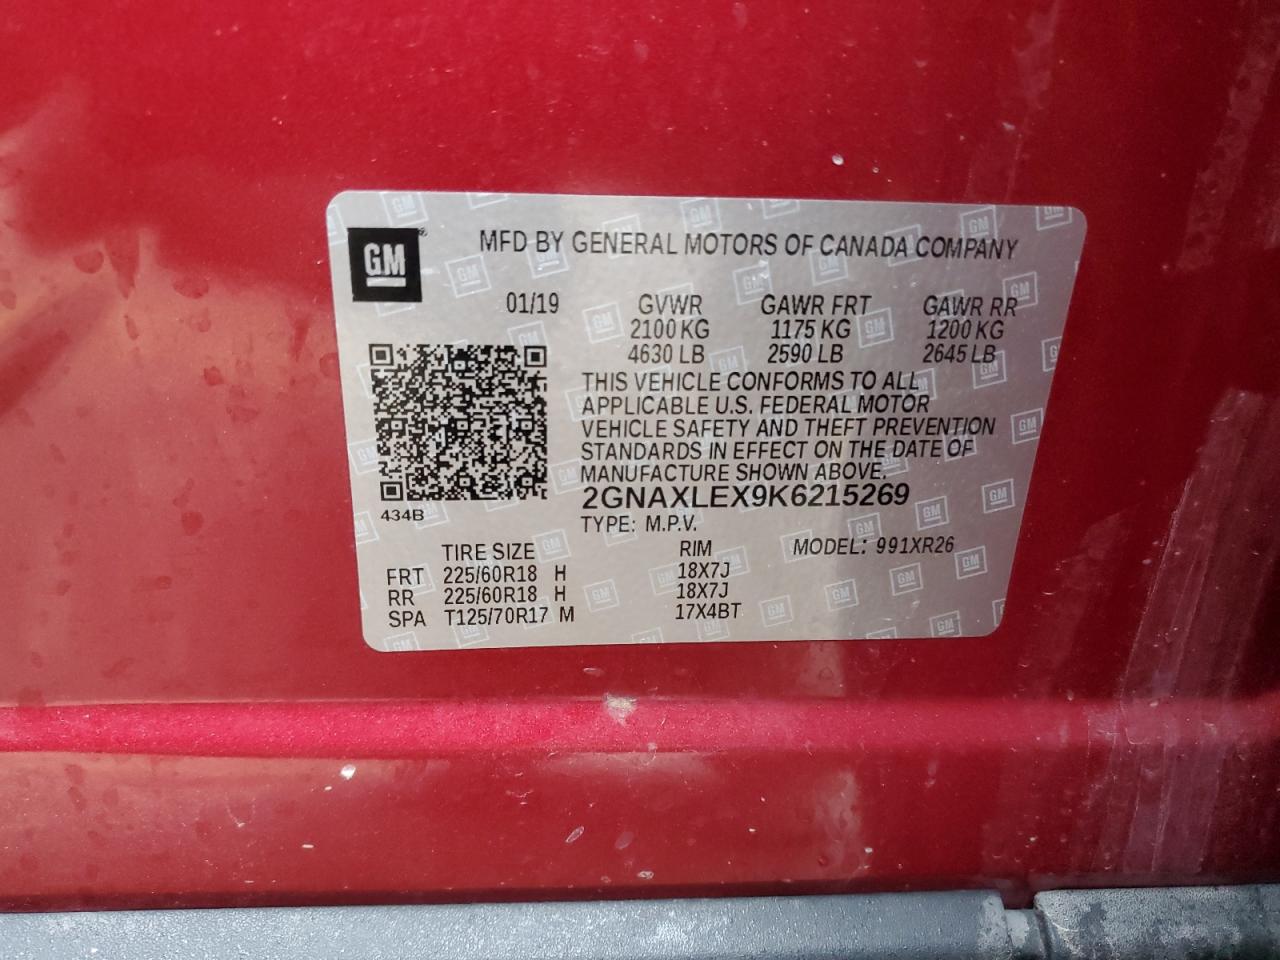 GM
MFD BY GENERAL MOTORS OF CANADA COMPANY
01/19 GVWR GAWR FRT GAWR RR
2100 KG 1175 KG 1200 KG
4630 LB 2590 LB 2645 LB
THIS VEHICLE CONFORMS TO ALL
APPLICABLE U.S. FEDERAL MOTOR
VEHICLE SAFETY AND THEFT PREVENTION
STANDARDS IN EFFECT ON THE DATE OF
MANUFACTURE SHOWN ABOVE.
2GNAXLEX9K6215269
434B
TYPE: M.P.V.
TIRE SIZE RIM MODEL: 991XR26
FRT 225/60R18 H 18X7J
RR 225/60R18 H 18X7J
SPA T125/70R17 M 17X4BT